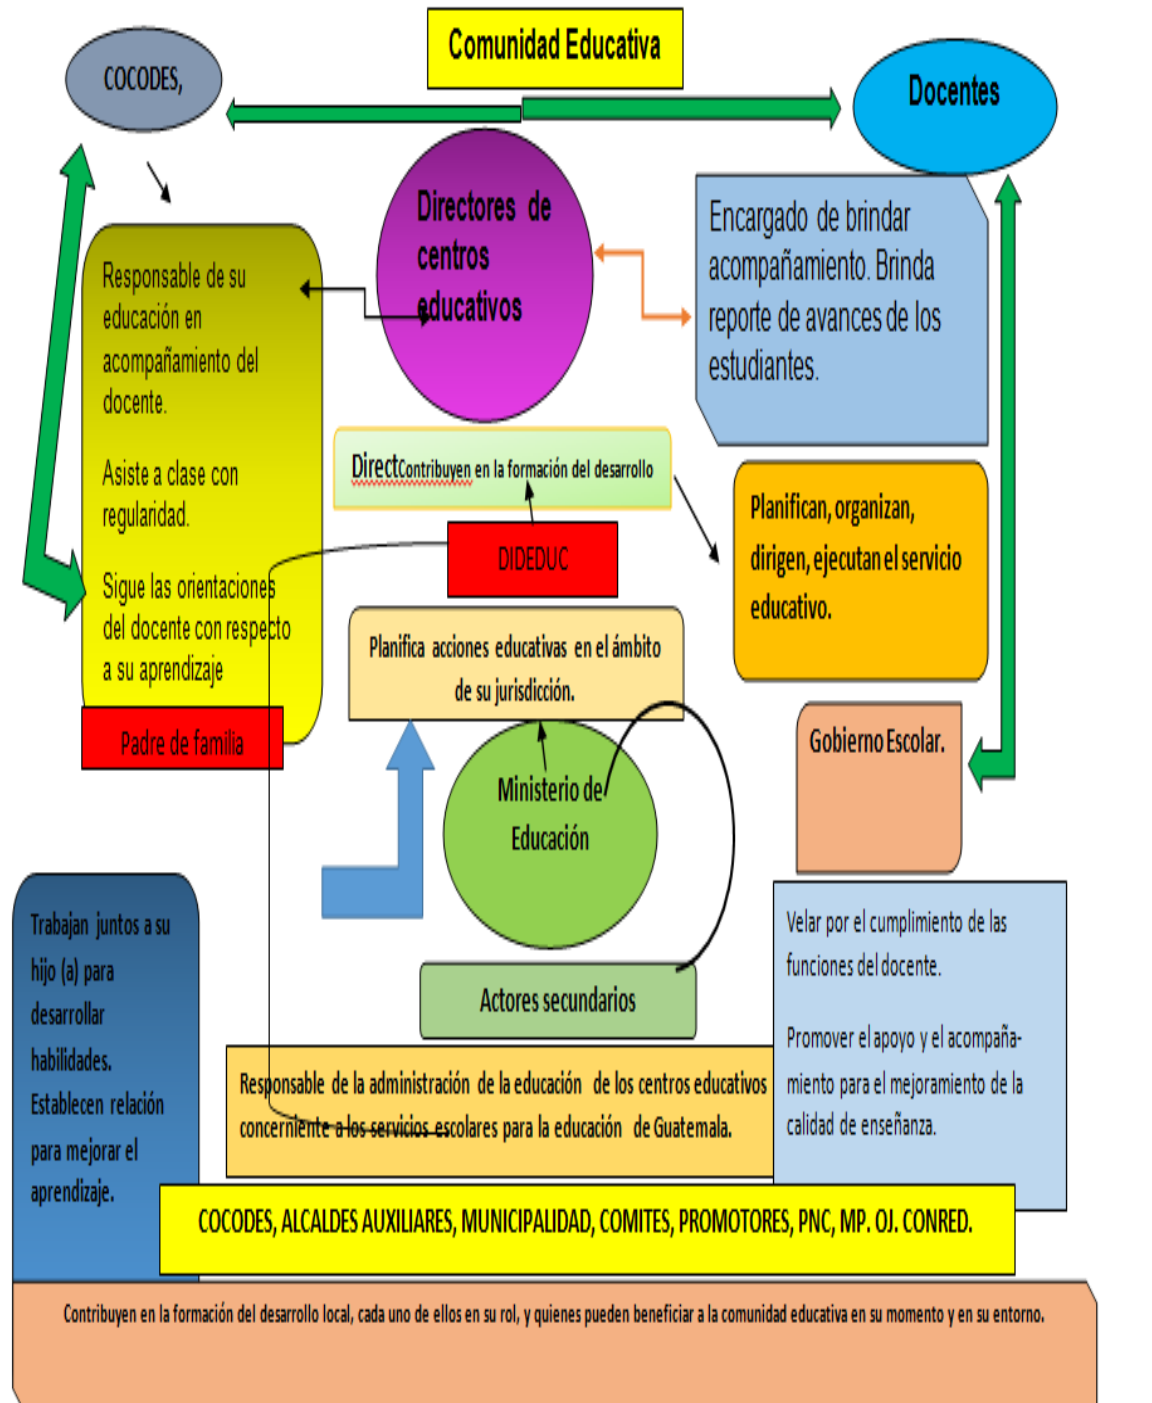 Comunidad Educativa
COCODES,
Docentes
Directores de
centros
educativos
Encargado de brindar
acompañamiento. Brinda
reporte de avances de los
estudiantes.
Responsable de su
educación en
acompañamiento del
docente.
Asiste a clase con
regularidad.
Sigue las orientaciones
del docente con respecto
a su aprendizaje
DirectContribuyen en la formación del desarrollo
Planifican, organizan,
dirigen, ejecutan el servicio
educativo.
DIDEDUC
Planifica acciones educativas en el ámbito
de su jurisdicción.
Padre de familia
Gobierno Escolar.
Ministerio de
Educación
Trabajan juntos a su
hijo (a) para
desarrollar
habilidades.
Establecen relación
para mejorar el
aprendizaje.
Velar por el cumplimiento de las
funciones del docente.
Promover el apoyo y el acompaña-
miento para el mejoramiento de la
calidad de enseñanza.
Actores secundarios
Responsable de la administración de la educación de los centros educativos
concerniente a los servicios escolares para la educación de Guatemala.
COCODES, ALCALDES AUXILIARES, MUNICIPALIDAD, COMITES, PROMOTORES, PNC, MP. OJ. CONRED.
Contribuyen en la formación del desarrollo local, cada uno de ellos en su rol, y quienes pueden beneficiar a la comunidad educativa en su momento y en su entorno.